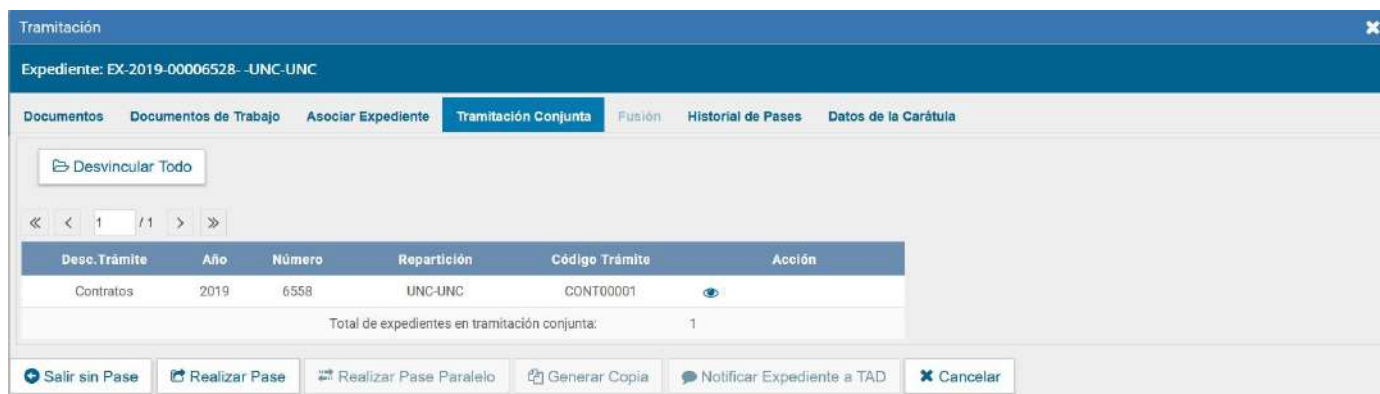 Tramitación
Expediente: EX-2019-00006528- -UNC-UNC
Documentos Documentos de Trabajo Asociar Expediente Tramitación Conjunta Fusión Historial de Pases Datos de la Carátula
Desvincular Todo
1 / 1
Desc.Trámite Año Número Repartición Código Trámite Acción
Contratos 2019 6558 UNC-UNC CONT00001
Total de expedientes en tramitación conjunta: 1
Salir sin Pase Realizar Pase Realizar Pase Paralelo Generar Copia Notificar Expediente a TAD Cancelar